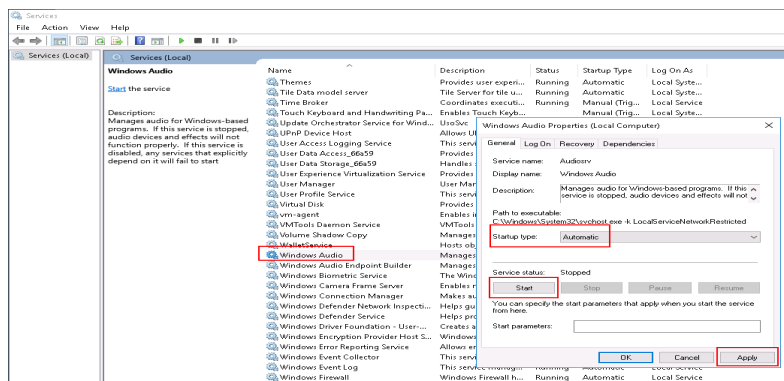 Services
File Action View Help
Services (Local)
Services (Local)
Windows Audio
Start the service
Description:
Manages audio for Windows-based
programs. If this service is stopped,
audio devices and effects will not
function properly. If this service is
disabled, any services that explicitly
depend on it will fail to start
Name Description Status Startup Type Log On As
Themes Provides user experi... Running Automatic Local Syste...
Tile Data model server Tile Server for tile u... Running Automatic Local Syste...
Time Broker Coordinates executi... Running Manual (Trig... Local Service
Touch Keyboard and Handwriting Pa... Enables Touch Keyb... Manual (Trig... Local Syste...
Update Orchestrator Service for Wind... UsoSvc
UPnP Device Host Allows U
User Access Logging Service This servi
User Data Access_66a59 Provides
User Data Storage_66a59 Handles
User Experience Virtualization Service Provides
User Manager User Man
User Profile Service This servi
Virtual Disk Provides
vm-agent Enables i
VMTools Daemon Service VMTools
Volume Shadow Copy Manages
WalletService Hosts ob
Windows Audio Manages
Windows Audio Endpoint Builder Manages
Windows Biometric Service The Winc
Windows Camera Frame Server Enables r
Windows Connection Manager Makes au
Windows Defender Network Inspecti... Helps gu
Windows Defender Service Helps pro
Windows Driver Foundation - User-... Creates a
Windows Encryption Provider Host S... Windows
Windows Error Reporting Service Allows er
Windows Event Collector This servi
Windows Event Log This service manag... Running Automatic Local Service
Windows Firewall Windows Firewall h... Running Automatic Local Service
Windows Audio Properties (Local Computer)
General Log On Recovery Dependencies
Service name: Audiosrv
Display name: Windows Audio
Description: Manages audio for Windows-based programs. If this
service is stopped, audio devices and effects will not
Path to executable:
C:\Windows\System32\svchost.exe -k LocalServiceNetworkRestricted
Startup type: Automatic
Service status: Stopped
Start Stop Pause Resume
You can specify the start parameters that apply when you start the service
from here.
Start parameters:
OK Cancel Apply